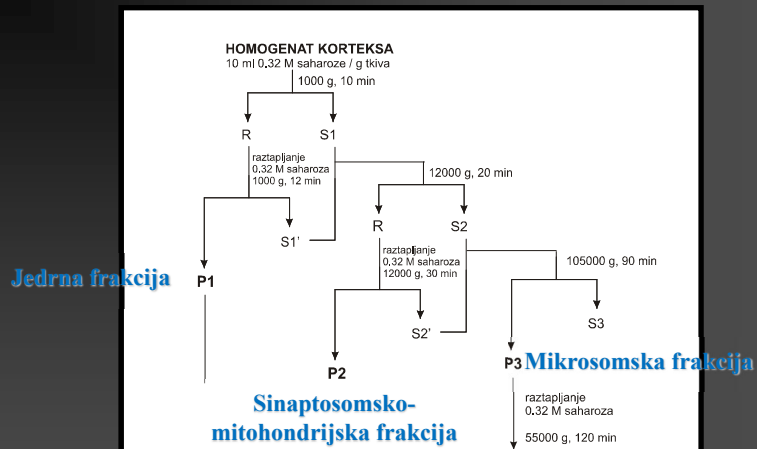 HOMOGENAT KORTEKSA
10 ml 0.32 M saharoze / g tkiva
1000 g, 10 min
R
S1
raztapljanje
0.32 M saharoza
1000 g, 12 min
12000 g, 20 min
S1'
R
S2
raztapljanje
0,32 M saharoza
12000 g, 30 min
105000 g, 90 min
Jedrna frakcija
P1
S2'
S3
P2
P3
Mikrosomska frakcija
Sinaptosomsko-
mitohondrijska frakcija
raztapljanje
0.32 M saharoza
55000 g, 120 min